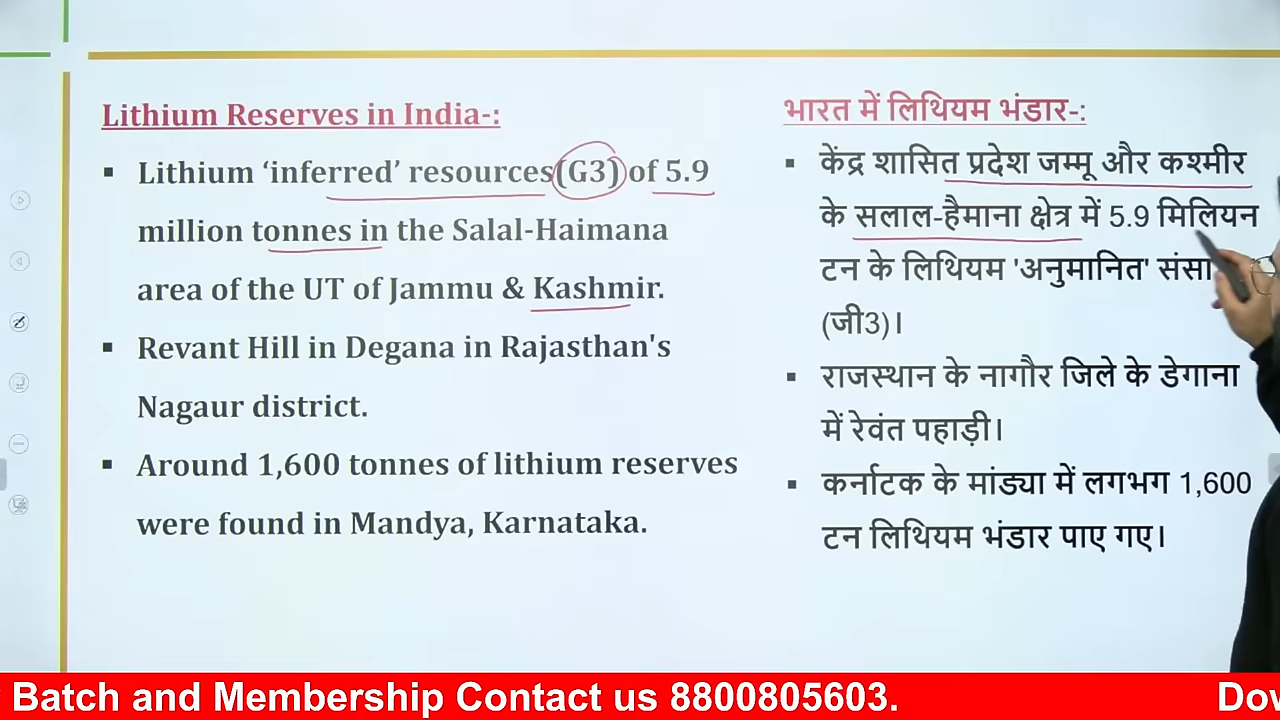 Lithium Reserves in India-:
Lithium ‘inferred’ resources(G3) of 5.9
million tonnes in the Salal-Haimana
area of the UT of Jammu & Kashmir.
Revant Hill in Degana in Rajasthan's
Nagaur district.
Around 1,600 tonnes of lithium reserves
were found in Mandya, Karnataka.
भारत में लिथियम भंडार-:
केंद्र शासित प्रदेश जम्मू और कश्मीर
के सलाल-हैमाना क्षेत्र में 5.9 मिलियन
टन के लिथियम 'अनुमानित'
(जी3)।
राजस्थान के नागौर जिले के डेगाना
में रेवंत पहाड़ी।
कर्नाटक के मांड्या में लगभग 1,600
टन लिथियम भंडार पाए गए।
Batch and Membership Contact us 8800805603.